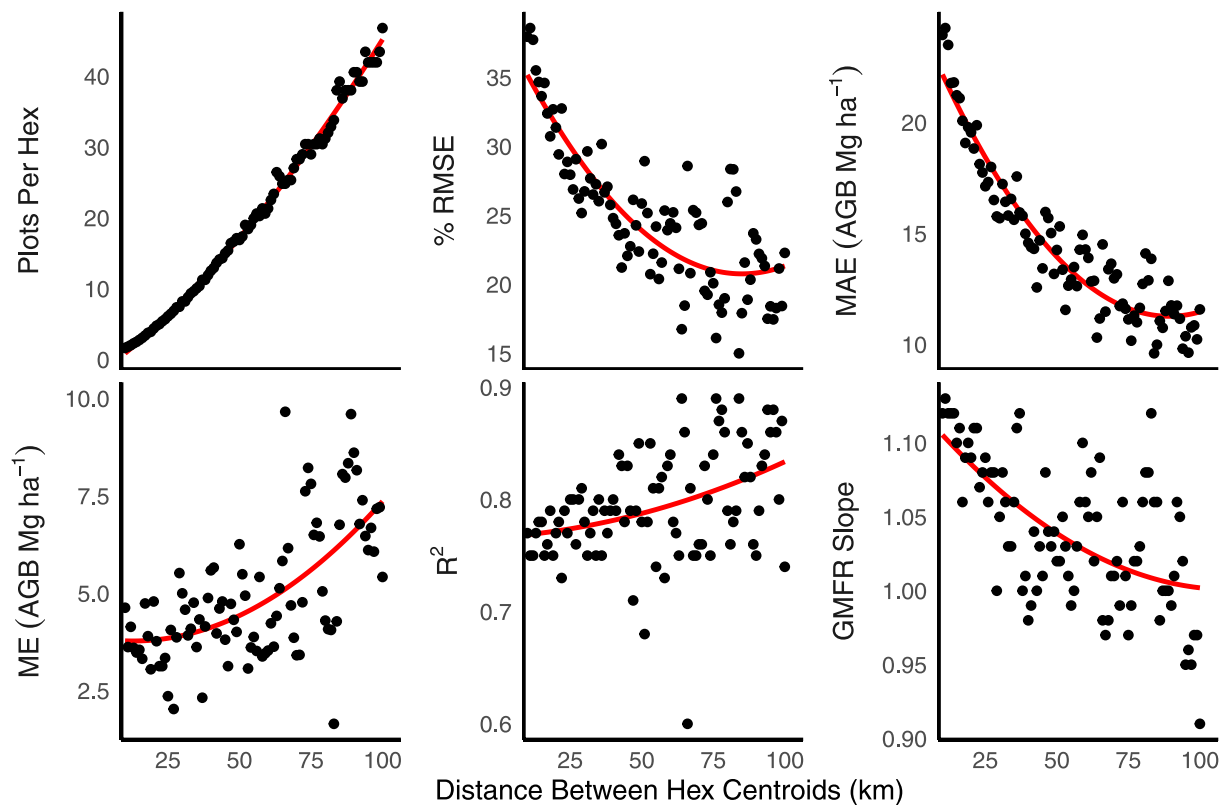 Plots Per Hex
40
30
20
10
0
% RMSE
35
30
25
20
15
MAE (AGB Mg ha⁻¹)
20
15
10
ME (AGB Mg ha⁻¹)
10.0
7.5
5.0
2.5
25 50 75 100
R²
0.9
0.8
0.7
0.6
25 50 75 100
GMFR Slope
1.10
1.05
1.00
0.95
0.90
25 50 75 100
Distance Between Hex Centroids (km)